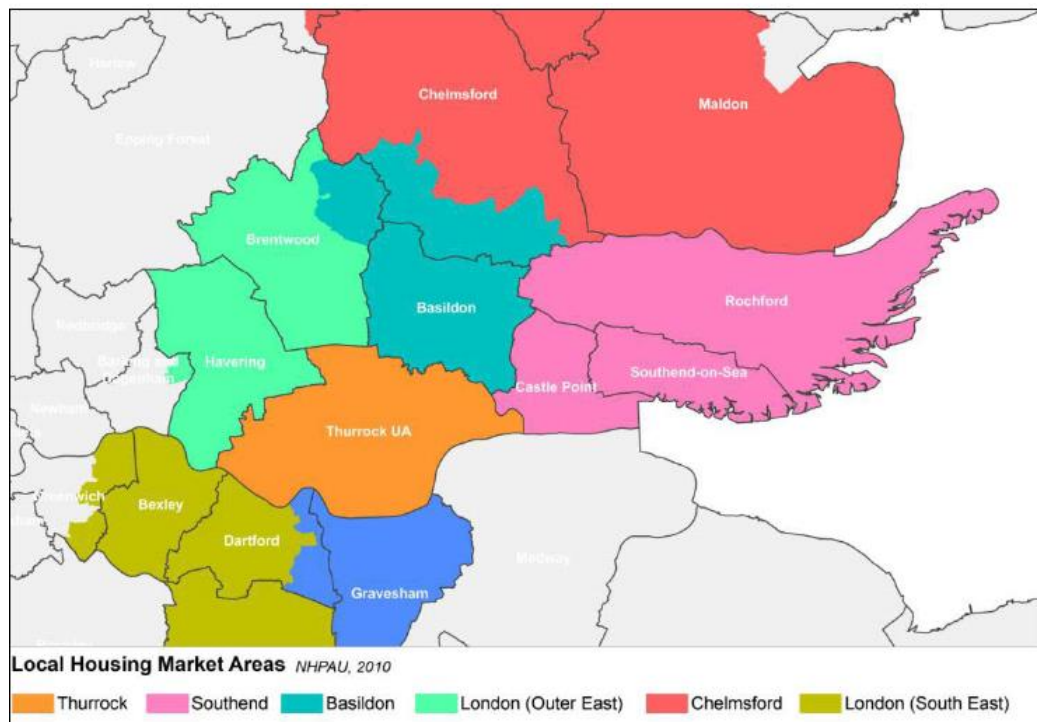 Harlow
Chelmsford
Maldon
Epping Forest
Brentwood
Rochford
Basildon
Redbridge
Havering
Barking and
Dagenham
Southend-on-Sea
Castle Point
Newham
Thurrock UA
Greenwich
Bexley
Dartford
Medway
Gravesham
Local Housing Market Areas NHPAU, 2010
Thurrock Southend Basildon London (Outer East) Chelmsford London (South East)